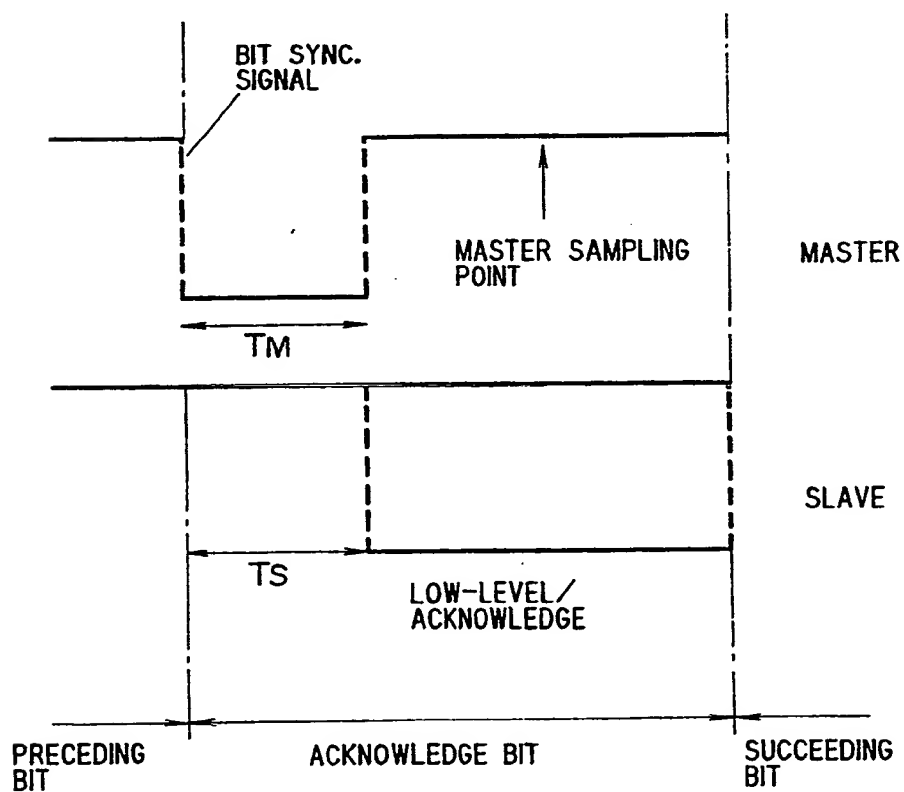 BIT SYNC.
SIGNAL
MASTER SAMPLING
POINT
MASTER
TM
SLAVE
TS
LOW-LEVEL/
ACKNOWLEDGE
PRECEDING
BIT
ACKNOWLEDGE BIT
SUCCEEDING
BIT